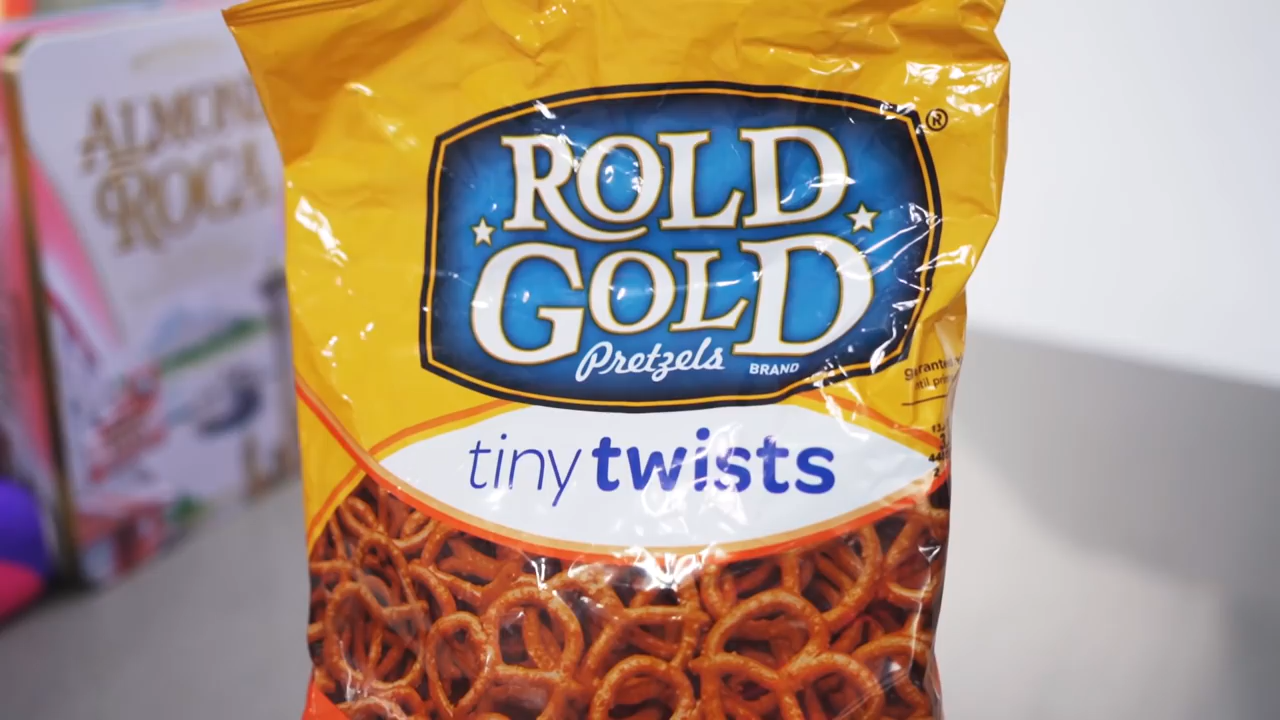 ALMOND
ROCA
ROLD
GOLD
®
Pretzels
BRAND
tiny twists